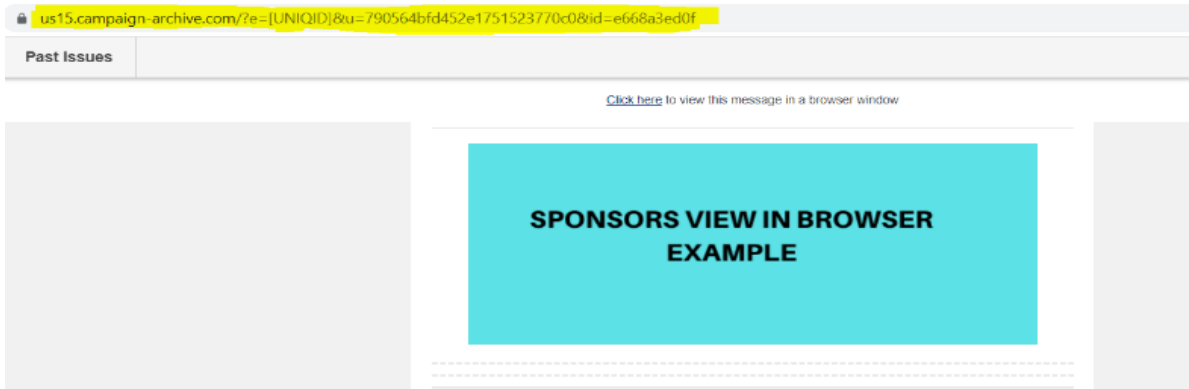 us15.campaign-archive.com/?e=[UNIQID]&u=790564bfd452e1751523770c0&id=e668a3ed0f
Past Issues
Click here to view this message in a browser window
SPONSORS VIEW IN BROWSER
EXAMPLE